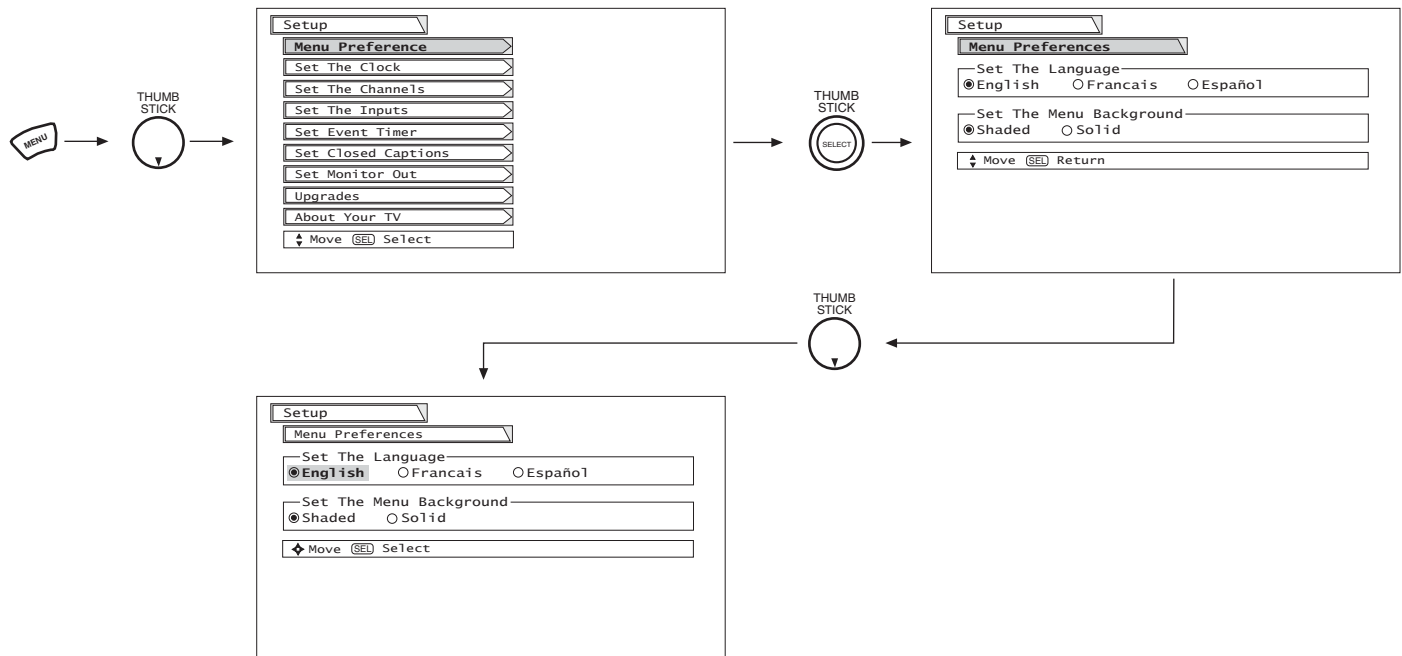 MENU
THUMB
STICK
Setup
Menu Preference
Set The Clock
Set The Channels
Set The Inputs
Set Event Timer
Set Closed Captions
Set Monitor Out
Upgrades
About Your TV
Move SEL Select
THUMB
STICK
SELECT
Setup
Menu Preferences
Set The Language
English Francais Español
Set The Menu Background
Shaded Solid
Move SEL Return
THUMB
STICK
Setup
Menu Preferences
Set The Language
English Francais Español
Set The Menu Background
Shaded Solid
Move SEL Select